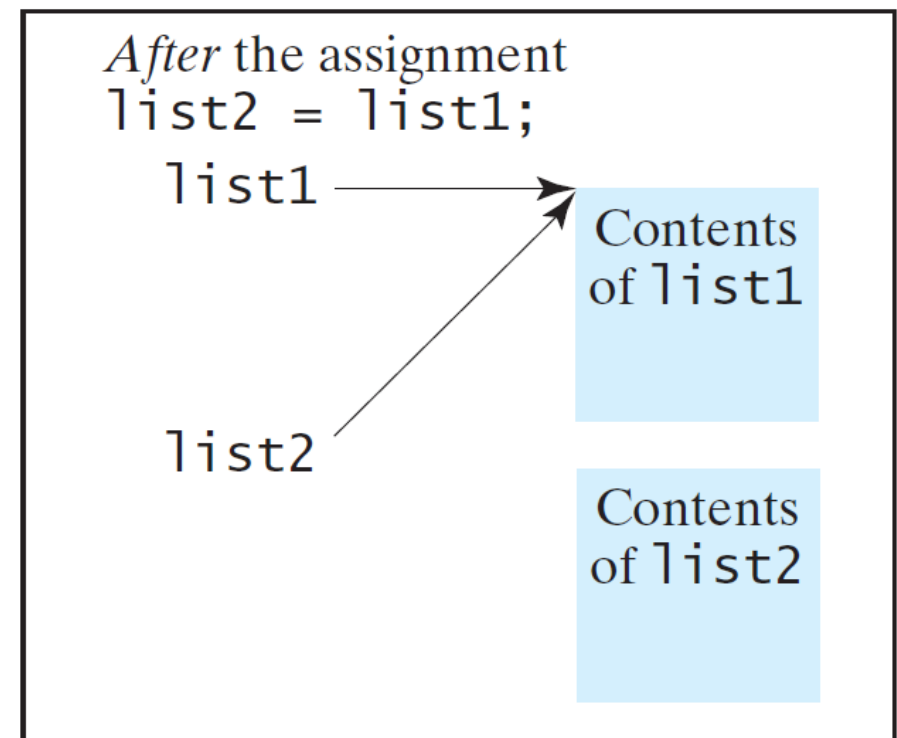 After the assignment
list2 = list1;
list1
Contents
of list1
list2
Contents
of list2